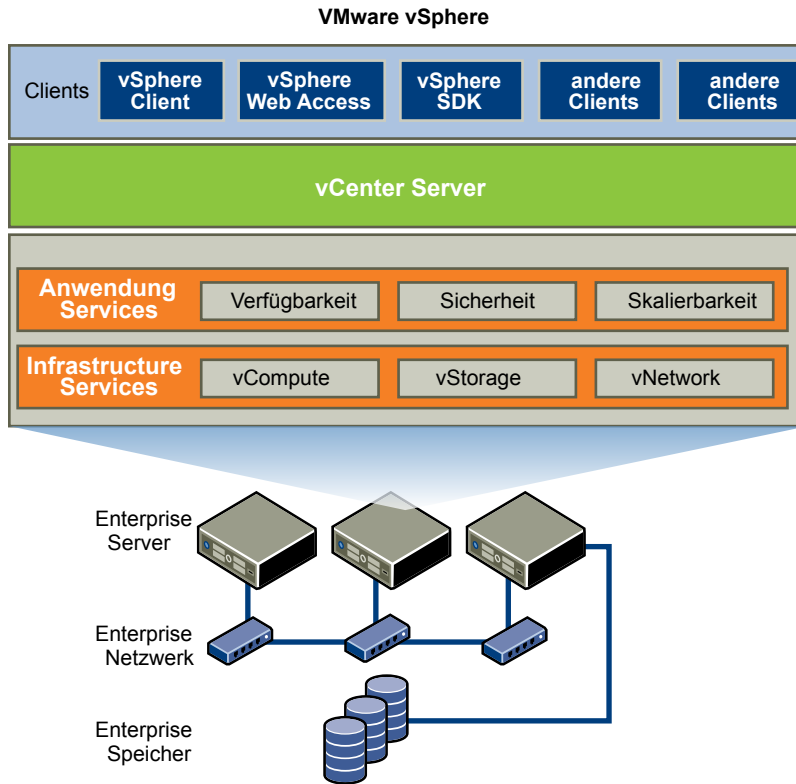 VMware vSphere
Clients
vSphere
Client
vSphere
Web Access
vSphere
SDK
andere
Clients
andere
Clients
vCenter Server
Anwendung
Services
Verfügbarkeit
Sicherheit
Skalierbarkeit
Infrastructure
Services
vCompute
vStorage
vNetwork
Enterprise
Server
Enterprise
Netzwerk
Enterprise
Speicher